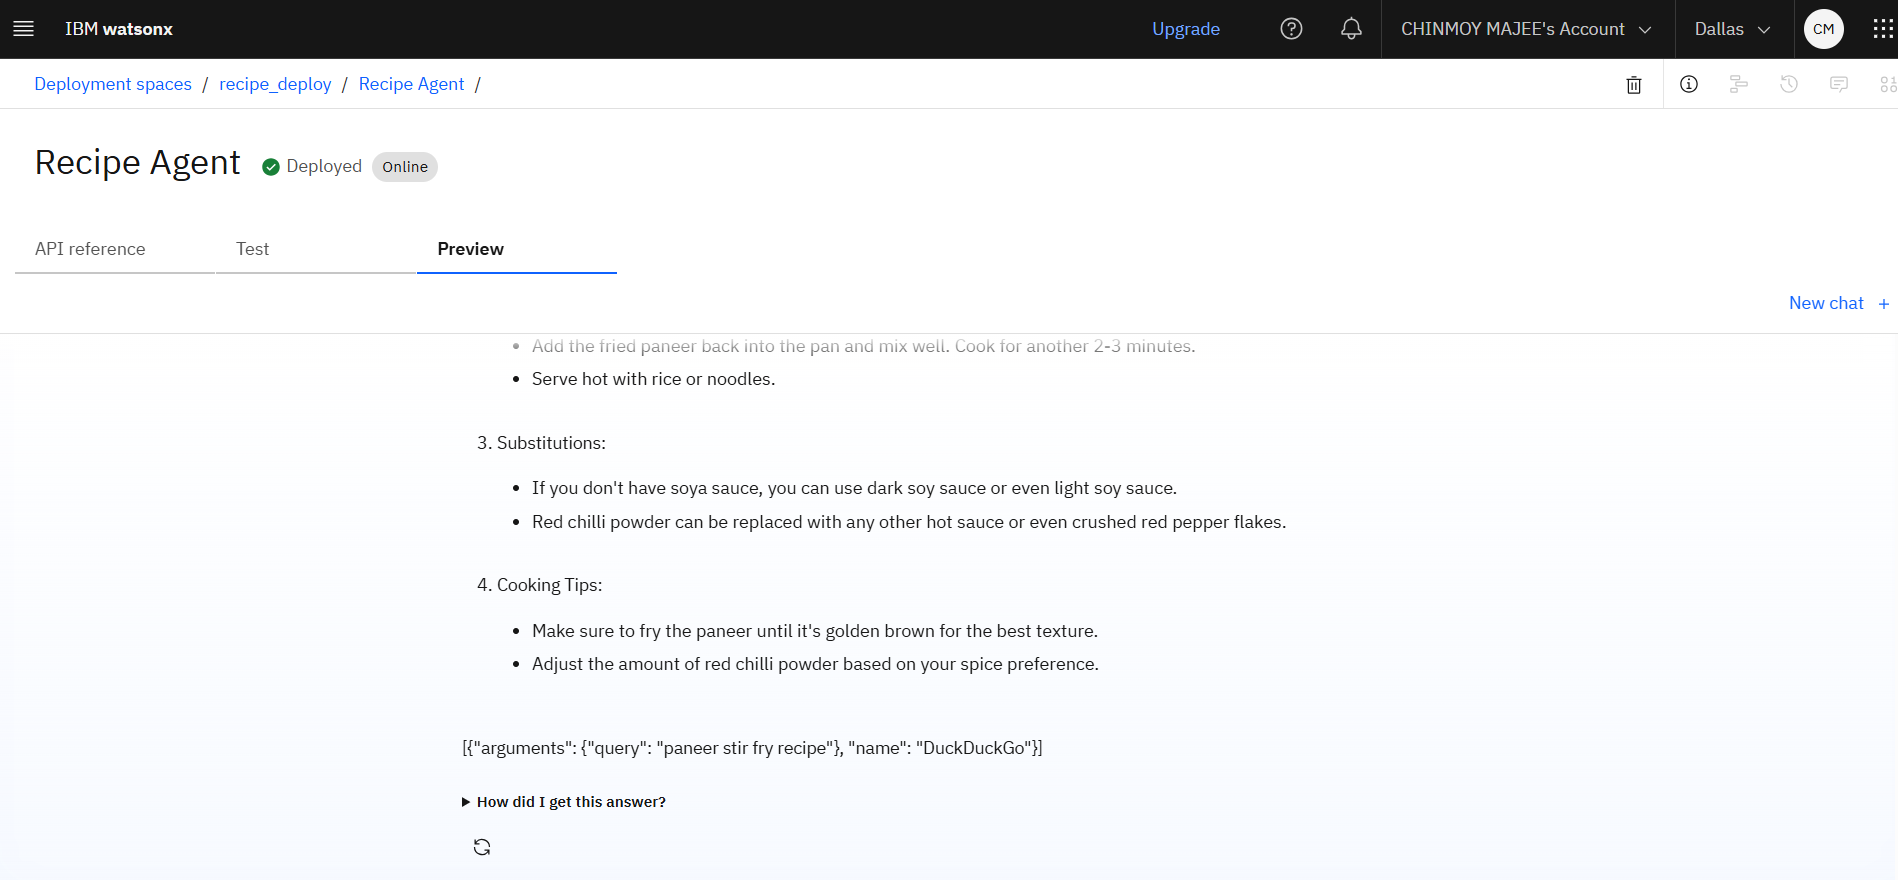 IBM watsonx
Upgrade
CHINMOY MAJEE's Account
Dallas
CM
Deployment spaces / recipe_deploy / Recipe Agent /
Recipe Agent
Deployed
Online
API reference
Test
Preview
New chat +
• Add the fried paneer back into the pan and mix well. Cook for another 2-3 minutes.
• Serve hot with rice or noodles.
3. Substitutions:
• If you don't have soya sauce, you can use dark soy sauce or even light soy sauce.
• Red chilli powder can be replaced with any other hot sauce or even crushed red pepper flakes.
4. Cooking Tips:
• Make sure to fry the paneer until it's golden brown for the best texture.
• Adjust the amount of red chilli powder based on your spice preference.
[{"arguments": {"query": "paneer stir fry recipe"}, "name": "DuckDuckGo"}]
How did I get this answer?